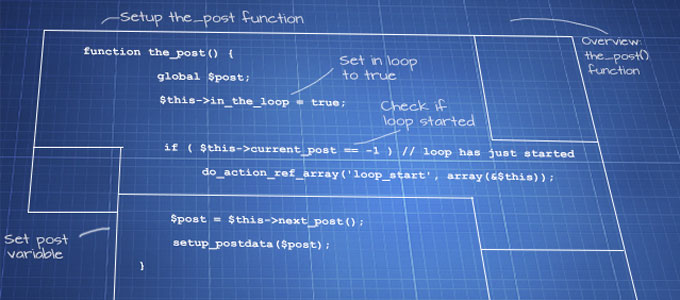 Setup the_post function
Overview:
the_post()
function
function the_post() {
Set in loop
to true
global $post;
$this->in_the_loop = true;
Check if
loop started
if ( $this->current_post == -1 ) // loop has just started
do_action_ref_array('loop_start', array(&$this));
$post = $this->next_post();
setup_postdata($post);
Set post
variable
}